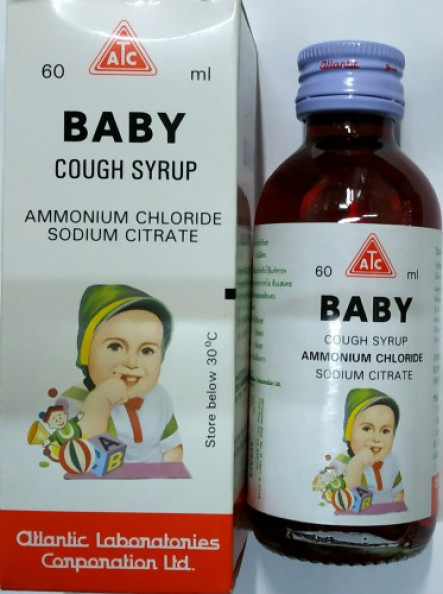 ATC
60 ml
BABY
COUGH SYRUP
AMMONIUM CHLORIDE
SODIUM CITRATE
Store below 30°C
A
B
Atlantic Laboratories
Corporation Ltd.
Atlantic
ATC
60 ml
BABY
COUGH SYRUP
AMMONIUM CHLORIDE
SODIUM CITRATE